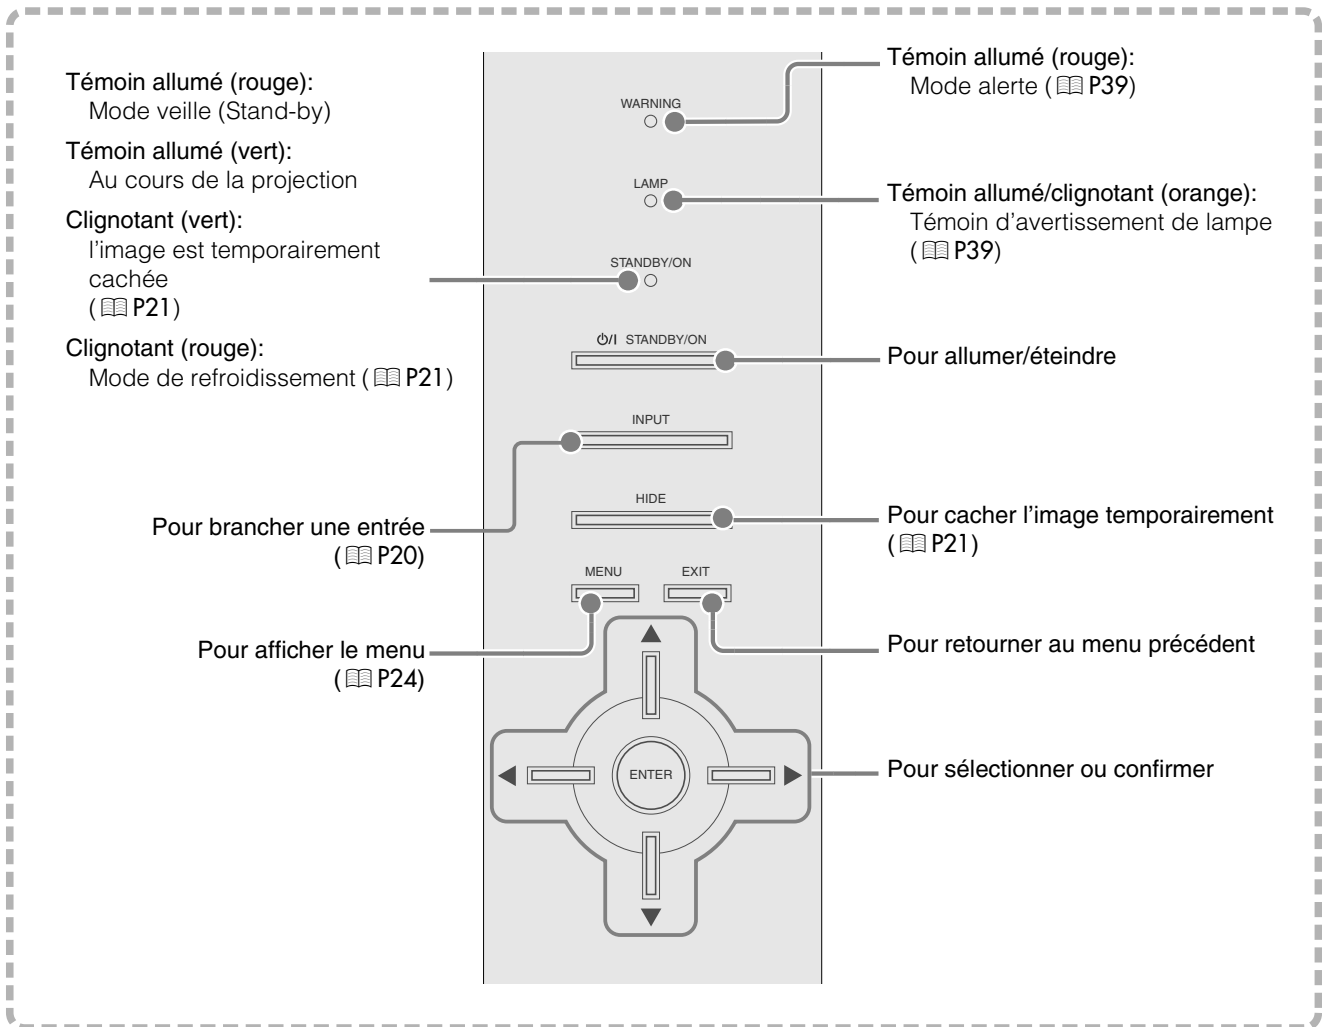 Témoin allumé (rouge):
Mode veille (Stand-by)
Témoin allumé (vert):
Au cours de la projection
Clignotant (vert):
l'image est temporairement
cachée
( P21)
Clignotant (rouge):
Mode de refroidissement ( P21)
Pour brancher une entrée
( P20)
Pour afficher le menu
( P24)
WARNING
LAMP
STANDBY/ON
⏻/I STANDBY/ON
INPUT
HIDE
MENU EXIT
ENTER
Témoin allumé (rouge):
Mode alerte ( P39)
Témoin allumé/clignotant (orange):
Témoin d'avertissement de lampe
( P39)
Pour allumer/éteindre
Pour cacher l'image temporairement
( P21)
Pour retourner au menu précédent
Pour sélectionner ou confirmer